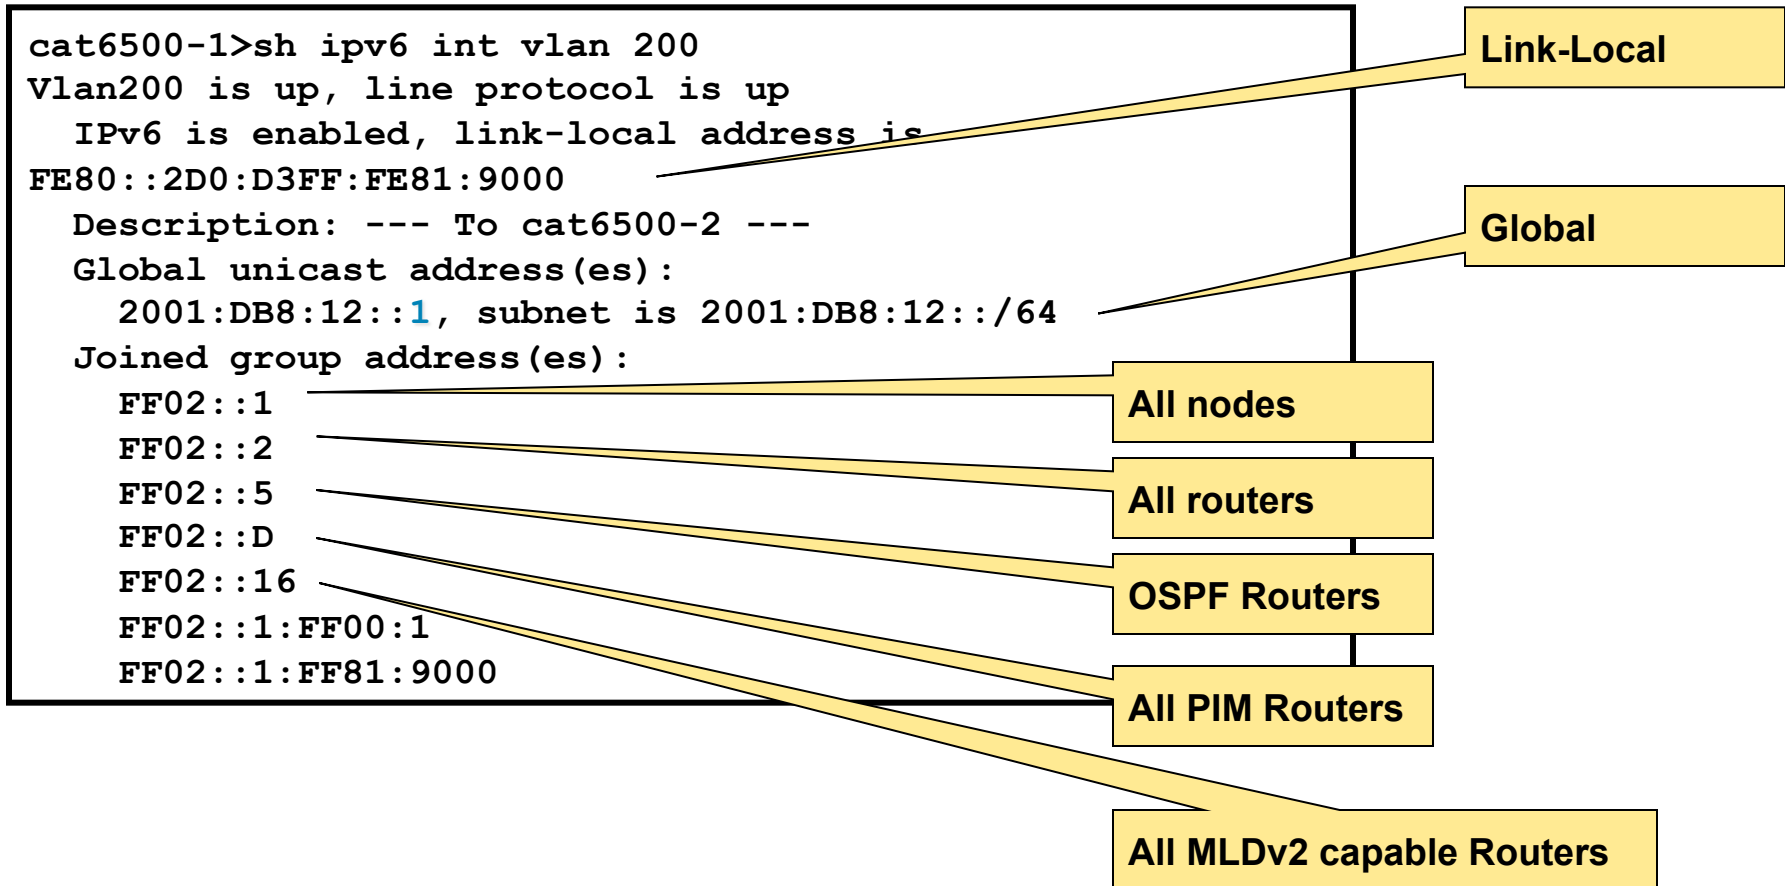 cat6500-1>sh ipv6 int vlan 200
Vlan200 is up, line protocol is up
IPv6 is enabled, link-local address is
FE80::2D0:D3FF:FE81:9000
Description: --- To cat6500-2 ---
Global unicast address(es):
2001:DB8:12::1, subnet is 2001:DB8:12::/64
Joined group address(es):
FF02::1
FF02::2
FF02::5
FF02::D
FF02::16
FF02::1:FF00:1
FF02::1:FF81:9000
Link-Local
Global
All nodes
All routers
OSPF Routers
All PIM Routers
All MLDv2 capable Routers